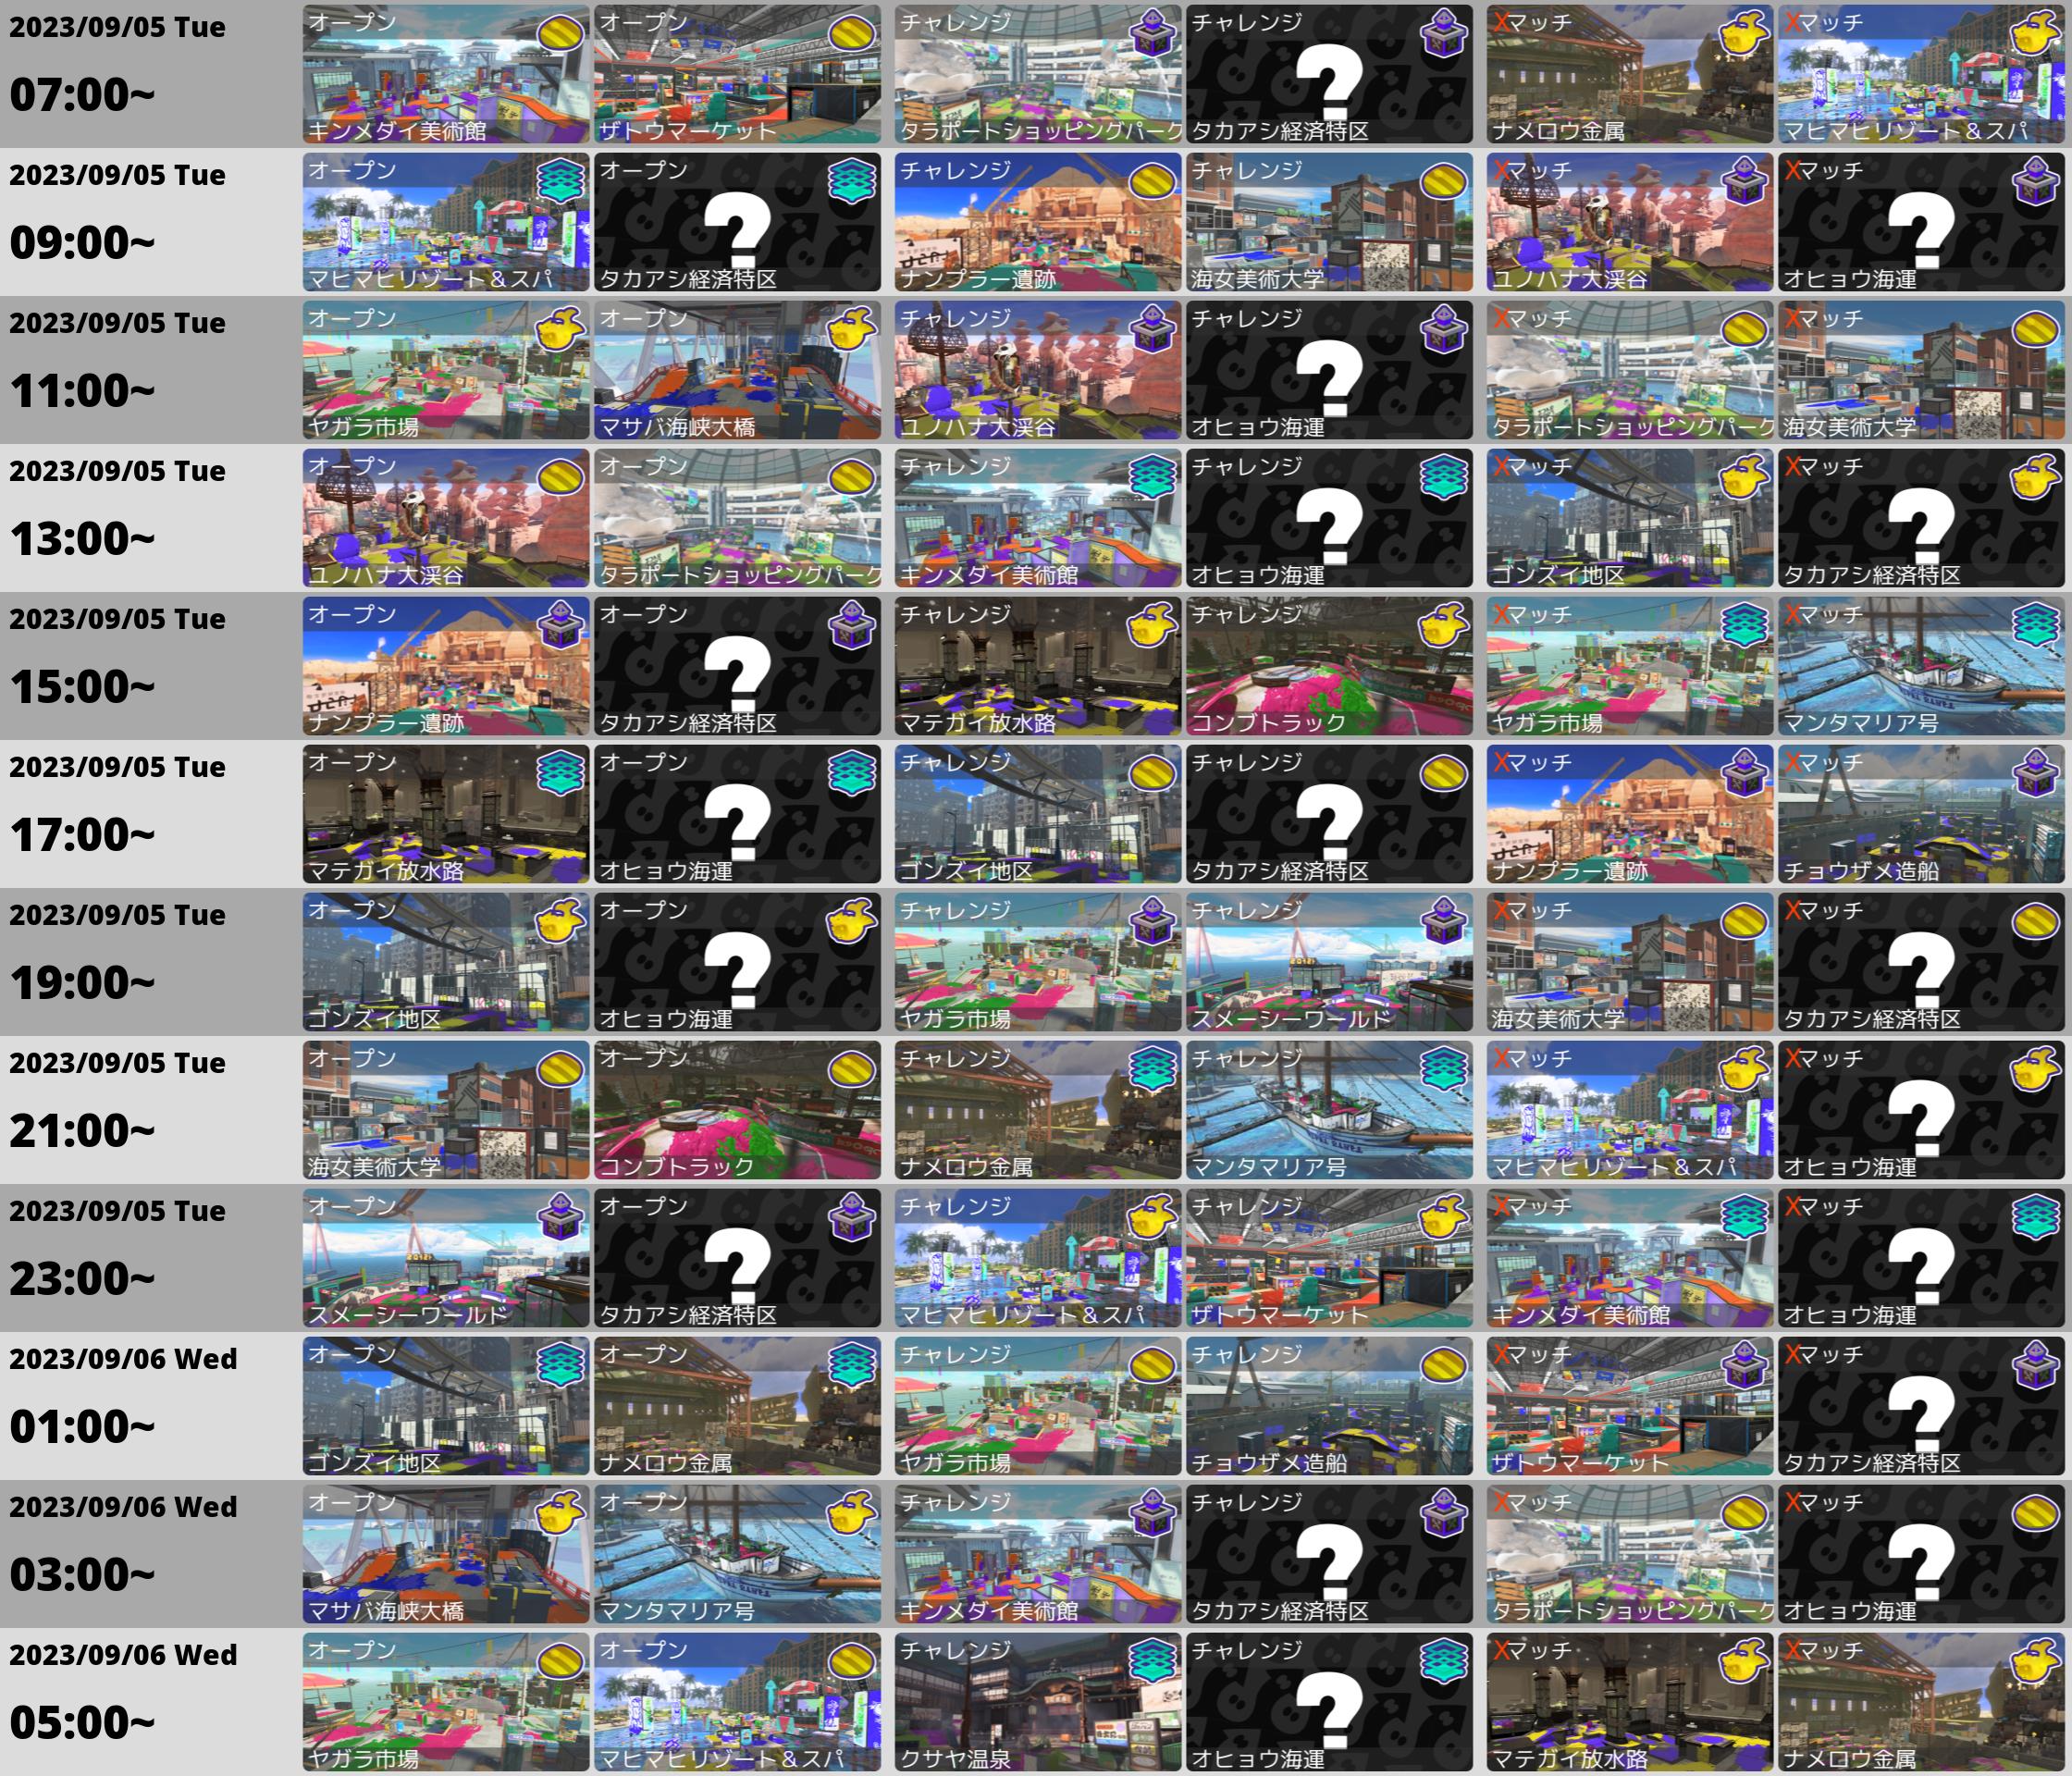 2023/09/05 Tue
07:00~
オープン
キンメダイ美術館
オープン
ザトウマーケット
チャレンジ
タラポートショッピングパーク
チャレンジ
?
タカアシ経済特区
Xマッチ
ナメロウ金属
Xマッチ
マヒマヒリゾート＆スパ
2023/09/05 Tue
09:00~
オープン
マヒマヒリゾート＆スパ
オープン
?
タカアシ経済特区
チャレンジ
ナンプラー遺跡
チャレンジ
海女美術大学
Xマッチ
ユノハナ大渓谷
Xマッチ
?
オヒョウ海運
2023/09/05 Tue
11:00~
オープン
ヤガラ市場
オープン
マサバ海峡大橋
チャレンジ
ユノハナ大渓谷
チャレンジ
?
オヒョウ海運
Xマッチ
タラポートショッピングパーク
Xマッチ
海女美術大学
2023/09/05 Tue
13:00~
オープン
ユノハナ大渓谷
オープン
タラポートショッピングパーク
チャレンジ
キンメダイ美術館
チャレンジ
?
オヒョウ海運
Xマッチ
ゴンズイ地区
Xマッチ
?
タカアシ経済特区
2023/09/05 Tue
15:00~
オープン
ナンプラー遺跡
オープン
?
タカアシ経済特区
チャレンジ
マテガイ放水路
チャレンジ
コンブトラック
Xマッチ
ヤガラ市場
Xマッチ
マンタマリア号
2023/09/05 Tue
17:00~
オープン
マテガイ放水路
オープン
?
オヒョウ海運
チャレンジ
ゴンズイ地区
チャレンジ
?
タカアシ経済特区
Xマッチ
ナンプラー遺跡
Xマッチ
チョウザメ造船
2023/09/05 Tue
19:00~
オープン
ゴンズイ地区
オープン
?
オヒョウ海運
チャレンジ
ヤガラ市場
チャレンジ
スメーシーワールド
Xマッチ
海女美術大学
Xマッチ
?
タカアシ経済特区
2023/09/05 Tue
21:00~
オープン
海女美術大学
オープン
コンブトラック
チャレンジ
ナメロウ金属
チャレンジ
マンタマリア号
Xマッチ
マヒマヒリゾート＆スパ
Xマッチ
?
オヒョウ海運
2023/09/05 Tue
23:00~
オープン
スメーシーワールド
オープン
?
タカアシ経済特区
チャレンジ
マヒマヒリゾート＆スパ
チャレンジ
ザトウマーケット
Xマッチ
キンメダイ美術館
Xマッチ
?
オヒョウ海運
2023/09/06 Wed
01:00~
オープン
ゴンズイ地区
オープン
ナメロウ金属
チャレンジ
ヤガラ市場
チャレンジ
チョウザメ造船
Xマッチ
ザトウマーケット
Xマッチ
?
タカアシ経済特区
2023/09/06 Wed
03:00~
オープン
マサバ海峡大橋
オープン
マンタマリア号
チャレンジ
キンメダイ美術館
チャレンジ
?
タカアシ経済特区
Xマッチ
タラポートショッピングパーク
Xマッチ
?
オヒョウ海運
2023/09/06 Wed
05:00~
オープン
ヤガラ市場
オープン
マヒマヒリゾート＆スパ
チャレンジ
クサヤ温泉
チャレンジ
?
オヒョウ海運
Xマッチ
マテガイ放水路
Xマッチ
ナメロウ金属